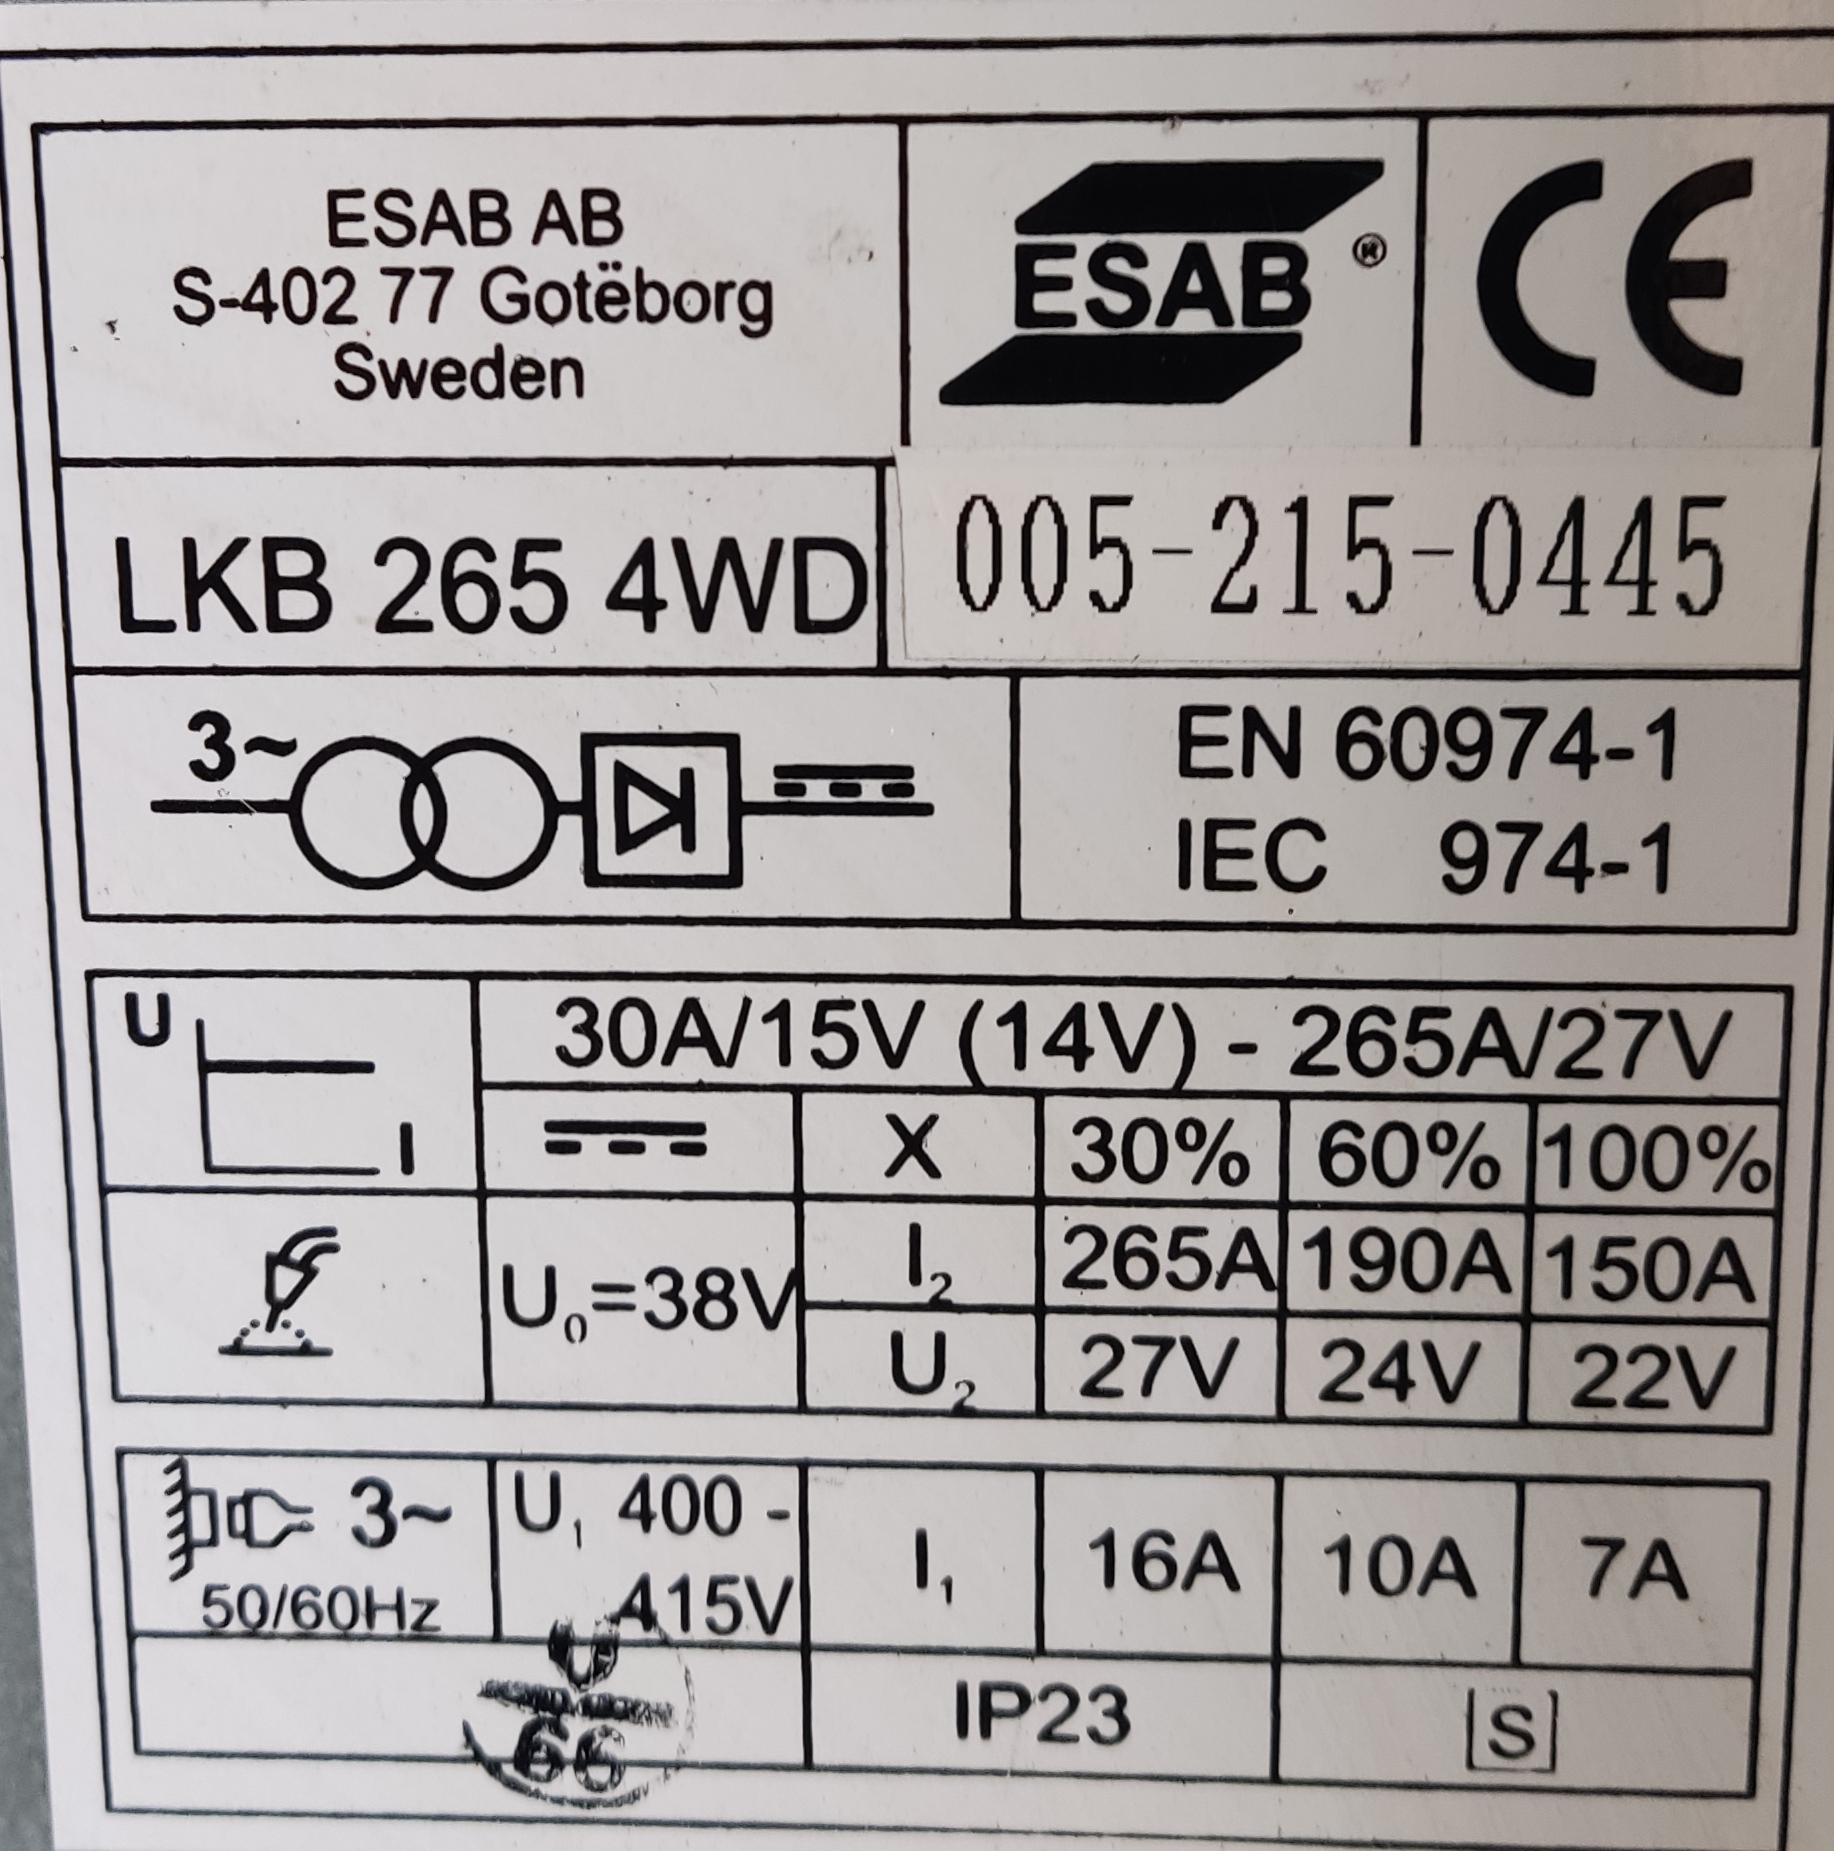 ESAB AB
S-402 77 Gotëborg
Sweden
ESAB ®
CE
LKB 265 4WD
005-215-0445
3~
EN 60974-1
IEC 974-1
U
I
30A/15V (14V) - 265A/27V
X 30% 60% 100%
U₀=38V
I₂ 265A 190A 150A
U₂ 27V 24V 22V
3~
50/60Hz
U₁ 400 -
415V
I₁ 16A 10A 7A
IP23
S